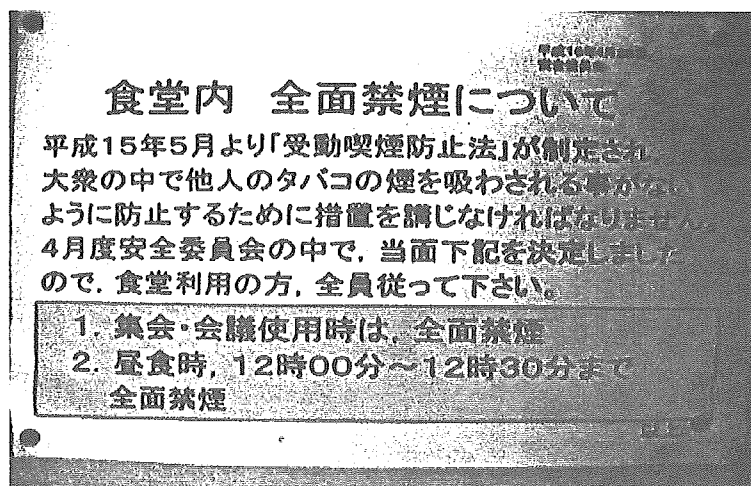 食堂内 全面禁煙について
平成15年5月より「受動喫煙防止法」が制定され
大衆の中で他人のタバコの煙を吸わされる事がない
ように防止するために措置を講じなければなりません
4月度安全委員会の中で，当面下記を決定しました
ので，食堂利用の方，全員従って下さい。
1. 集会・会議使用時は，全面禁煙
2. 昼食時，12時00分～12時30分まで
全面禁煙